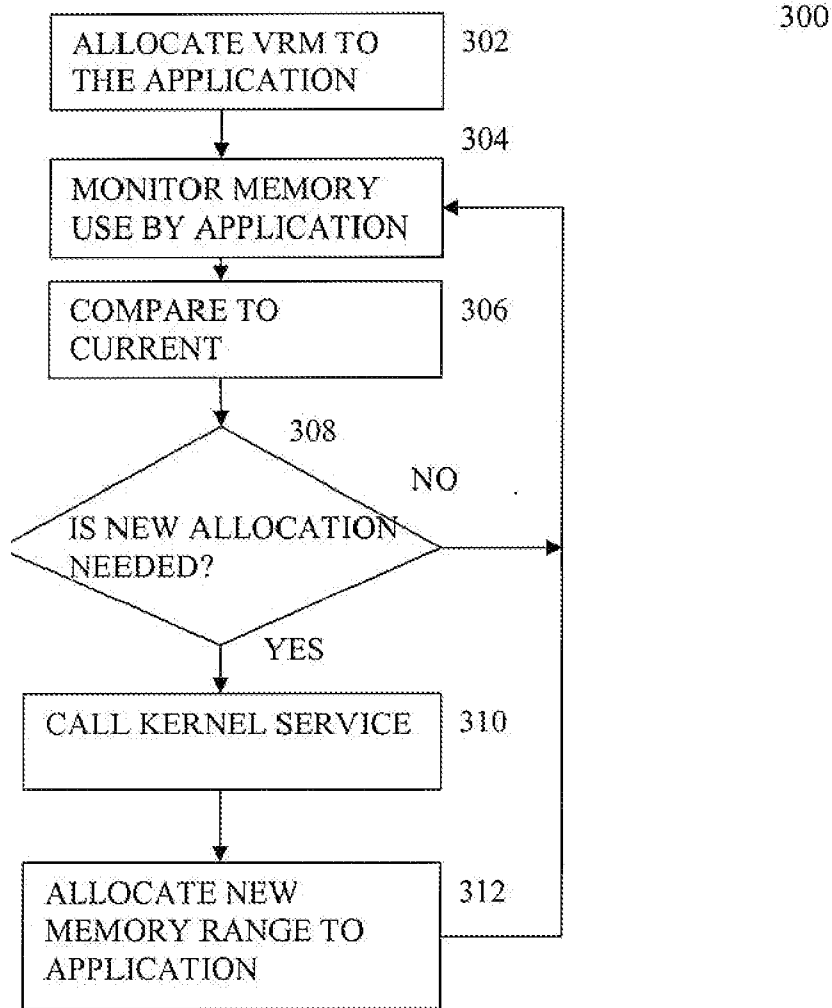 300
ALLOCATE VRM TO
THE APPLICATION
302
304
MONITOR MEMORY
USE BY APPLICATION
COMPARE TO
CURRENT
306
308
NO
IS NEW ALLOCATION
NEEDED?
YES
CALL KERNEL SERVICE
310
ALLOCATE NEW
MEMORY RANGE TO
APPLICATION
312